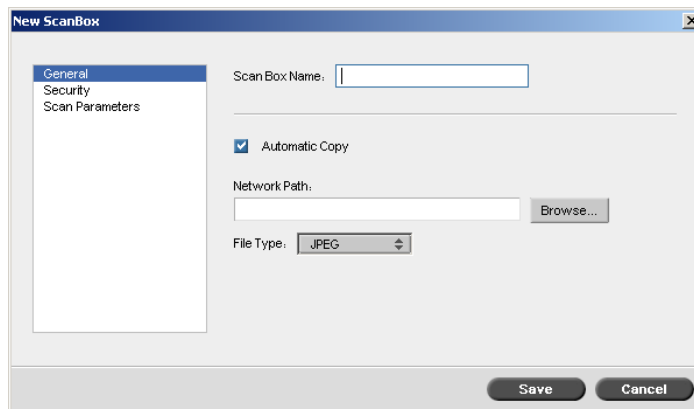 New ScanBox
General
Security
Scan Parameters
Scan Box Name:
Automatic Copy
Network Path:
Browse...
File Type:
JPEG
Save
Cancel